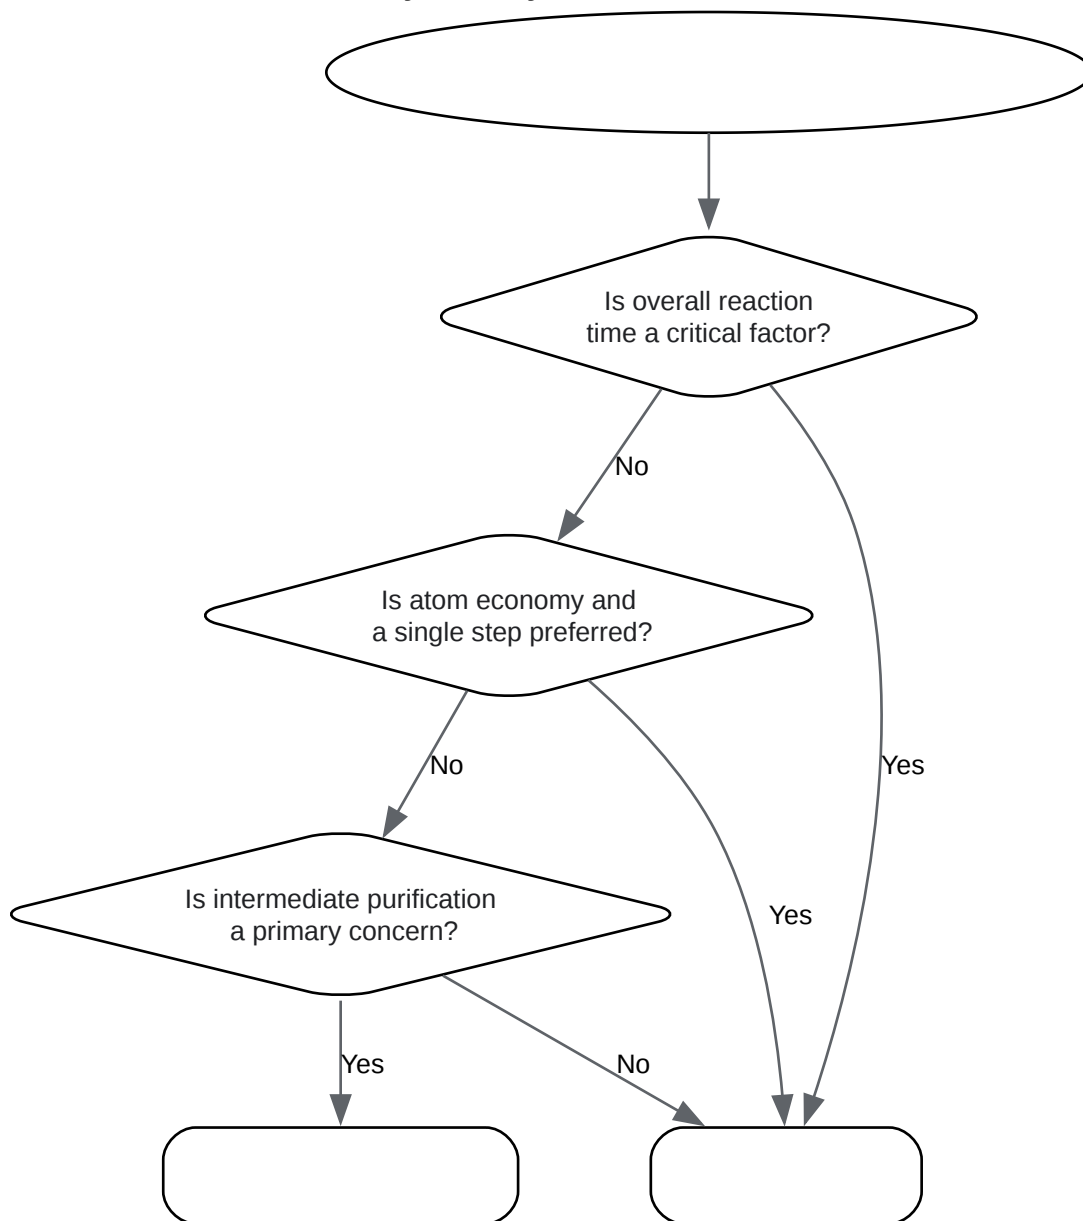 Is overall reaction
time a critical factor?
No
Is atom economy and
a single step preferred?
No
Yes
Is intermediate purification
a primary concern?
Yes
Yes
No